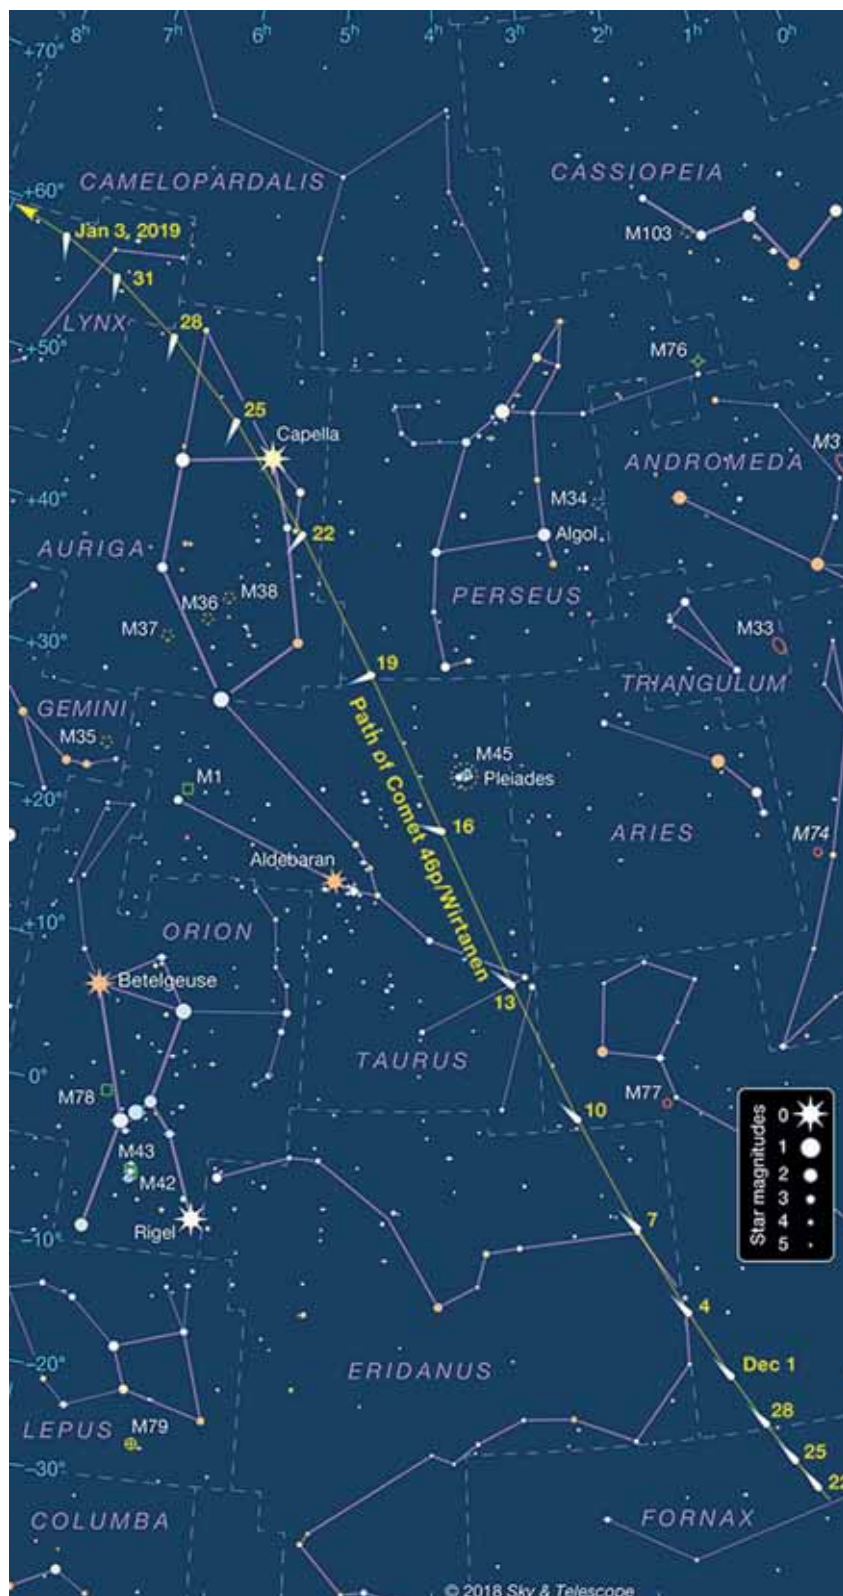 8h 7h 6h 5h 4h 3h 2h 1h 0h
+70°
CAMELOPARDALIS
CASSIOPEIA
+60°
Jan 3, 2019
M103
31
LYNX
28
+50°
M76
25
Capella
M3
ANDROMEDA
+40°
M34
22
Algol
AURIGA
M38
M36
PERSEUS
M37
+30°
M33
19
TRIANGULUM
GEMINI
Path of Comet 46p/Wirtanen
M35
M45
Pleiades
M1
+20°
16
ARIES
M74
Aldebaran
+10°
ORION
Betelgeuse
13
TAURUS
0°
M78
M77
10
Star magnitudes
0
1
2
3
4
5
M43
M42
Rigel
7
-10°
4
-20°
ERIDANUS
Dec 1
28
LEPUS
M79
25
-30°
22
COLUMBA
FORNAX
© 2018 Sky & Telescope